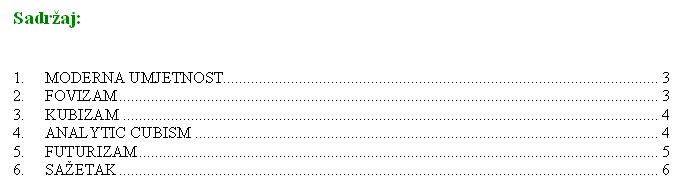 Sadržaj:
1. MODERNA UMJETNOST 3
2. FOVIZAM 3
3. KUBIZAM 4
4. ANALYTIC CUBISM 4
5. FUTURIZAM 5
6. SAŽETAK 6